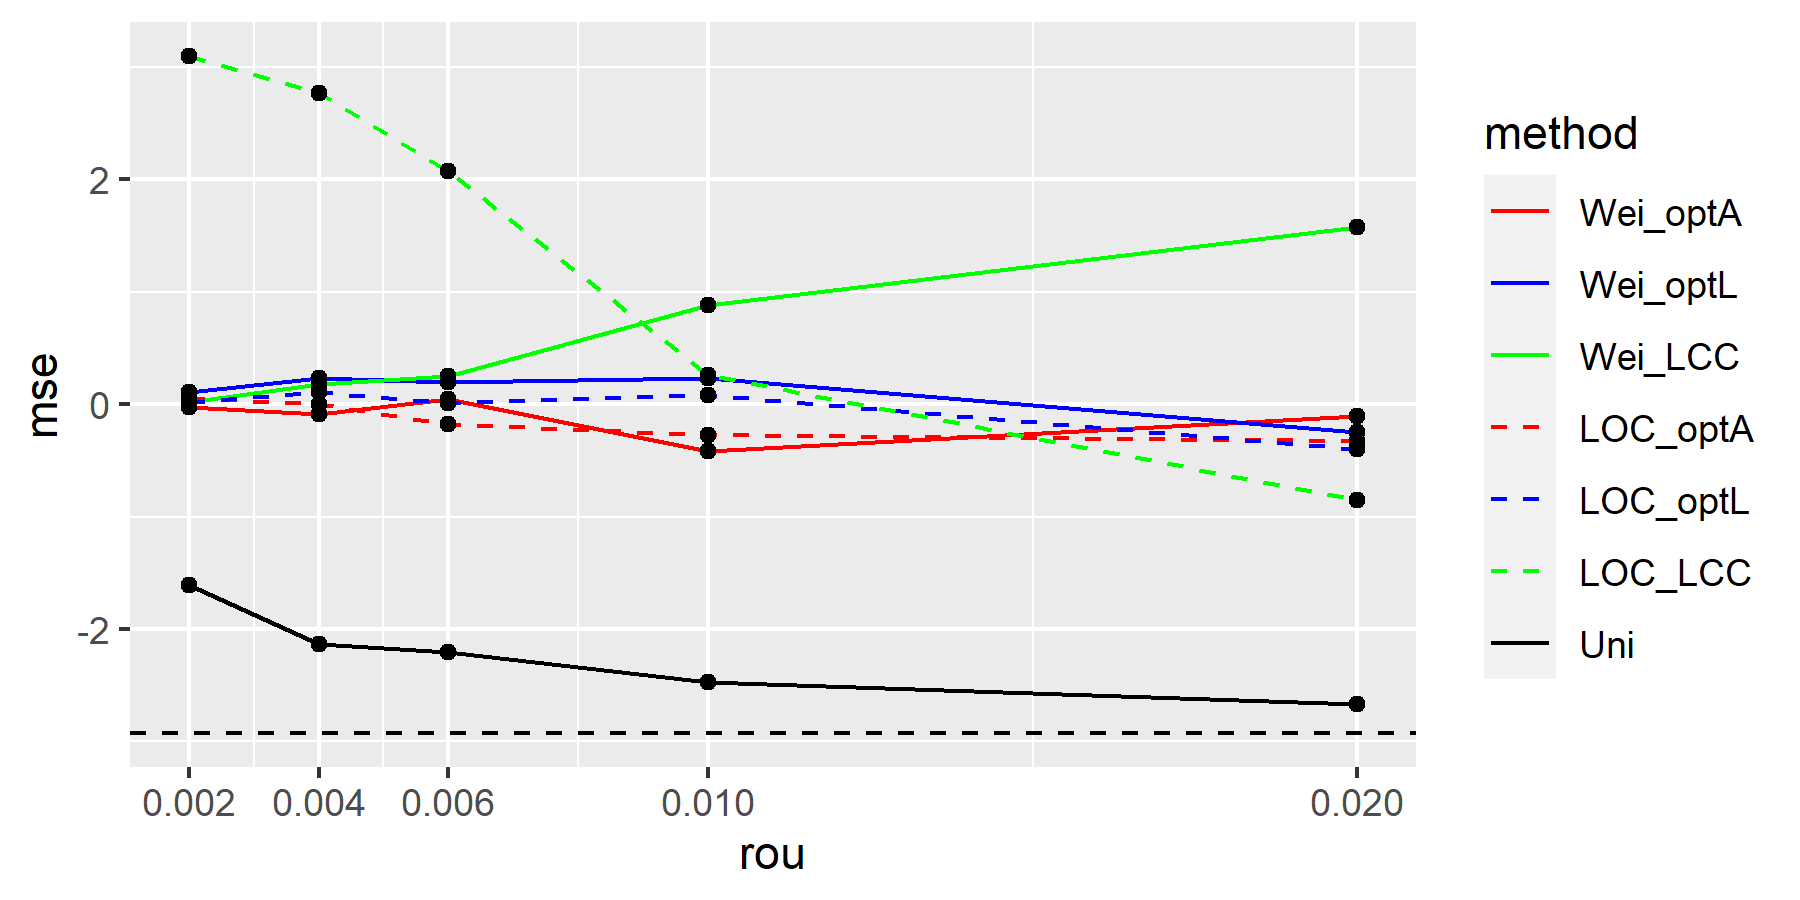 mse
2
0
-2
0.002 0.004 0.006 0.010 0.020
rou
method
Wei_optA
Wei_optL
Wei_LCC
LOC_optA
LOC_optL
LOC_LCC
Uni